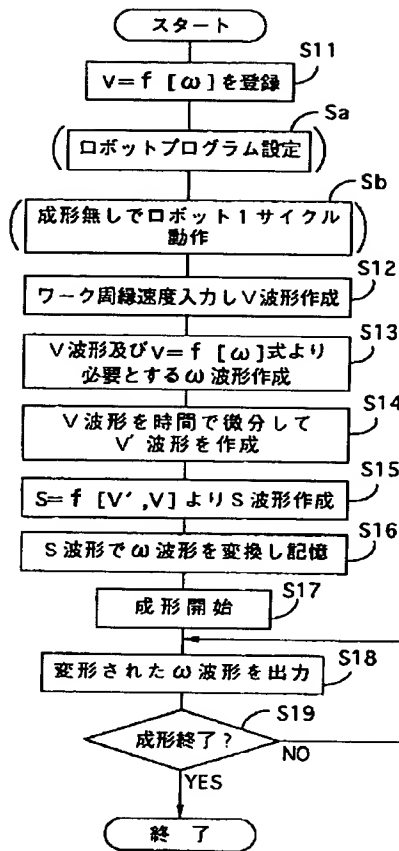 スタート
S11
v=f [ω] を登録
Sa
(ロボットプログラム設定)
Sb
(成形無しでロボット1サイクル
動作)
S12
ワーク周縁速度入力しV波形作成
S13
V波形及びv=f [ω] 式より
必要とするω波形作成
S14
V波形を時間で微分して
V′波形を作成
S15
S=f [V′,V] よりS波形作成
S16
S波形でω波形を変換し記憶
S17
成形開始
S18
変形されたω波形を出力
S19
成形終了?
NO
YES
終了